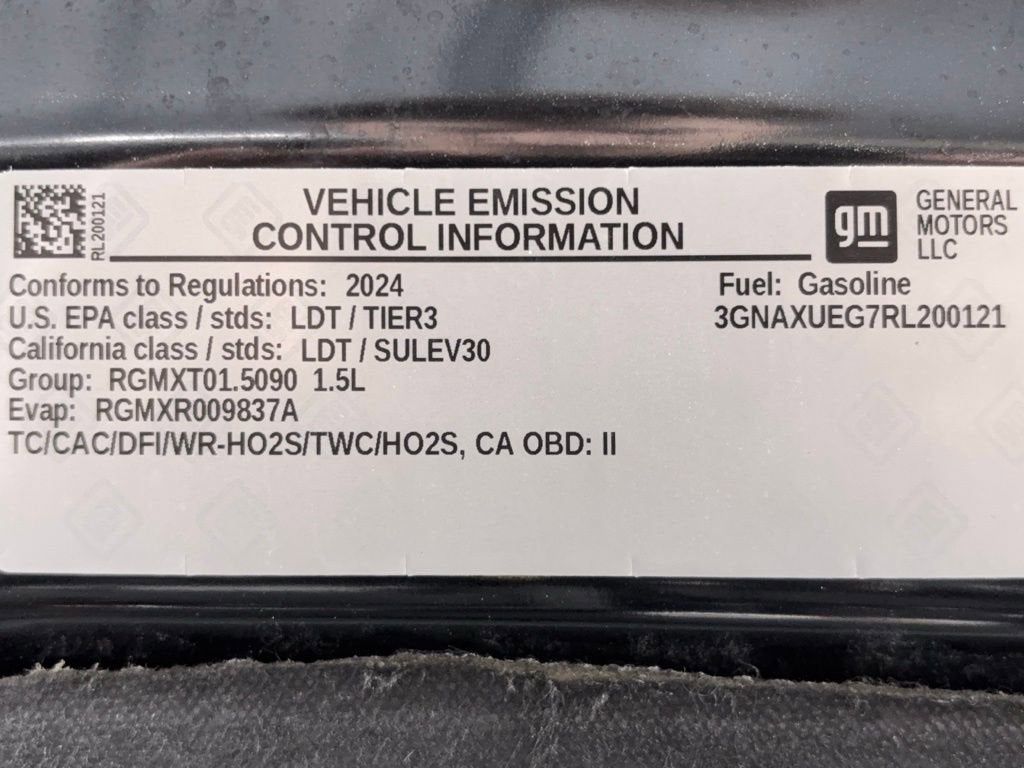 RL200121
VEHICLE EMISSION
CONTROL INFORMATION
gm
GENERAL
MOTORS
LLC
Conforms to Regulations: 2024
Fuel: Gasoline
U.S. EPA class / stds: LDT / TIER3
3GNAXUEG7RL200121
California class / stds: LDT / SULEV30
Group: RGMXT01.5090 1.5L
Evap: RGMXR009837A
TC/CAC/DFI/WR-HO2S/TWC/HO2S, CA OBD: II